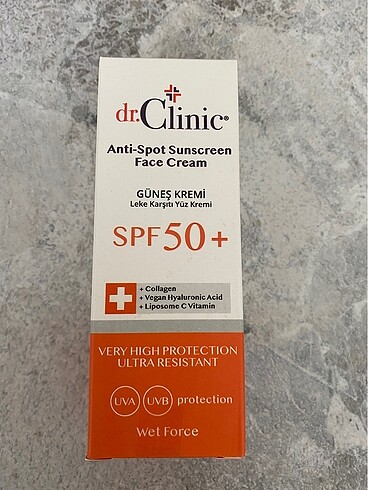 dr.Clinic®
Anti-Spot Sunscreen
Face Cream
GÜNEŞ KREMİ
Leke Karşıtı Yüz Kremi
SPF50+
+ Collagen
+ Vegan Hyaluronic Acid
+ Liposome C Vitamin
VERY HIGH PROTECTION
ULTRA RESISTANT
UVA UVB protection
Wet Force